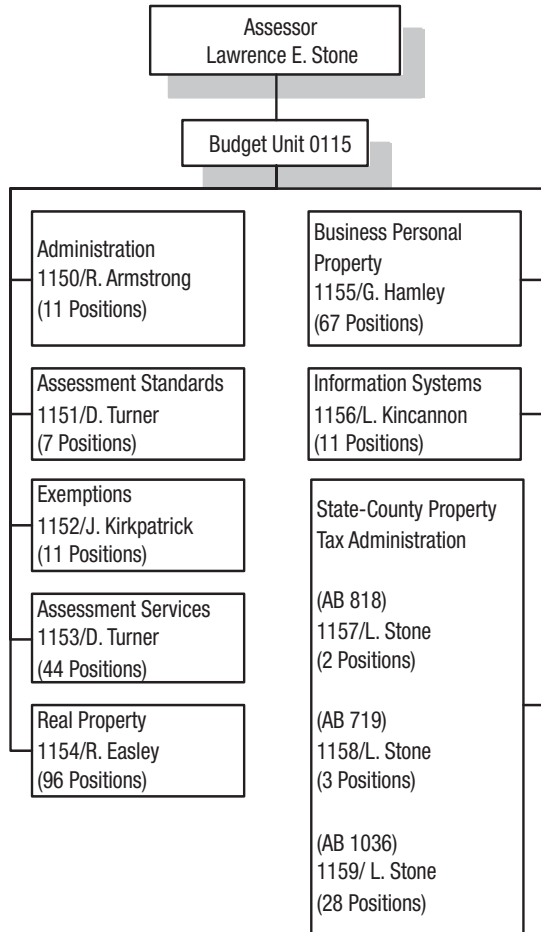 Assessor
Lawrence E. Stone
Budget Unit 0115
Administration
1150/R. Armstrong
(11 Positions)
Assessment Standards
1151/D. Turner
(7 Positions)
Exemptions
1152/J. Kirkpatrick
(11 Positions)
Assessment Services
1153/D. Turner
(44 Positions)
Real Property
1154/R. Easley
(96 Positions)
Business Personal
Property
1155/G. Hamley
(67 Positions)
Information Systems
1156/L. Kincannon
(11 Positions)
State-County Property
Tax Administration
(AB 818)
1157/L. Stone
(2 Positions)
(AB 719)
1158/L. Stone
(3 Positions)
(AB 1036)
1159/ L. Stone
(28 Positions)